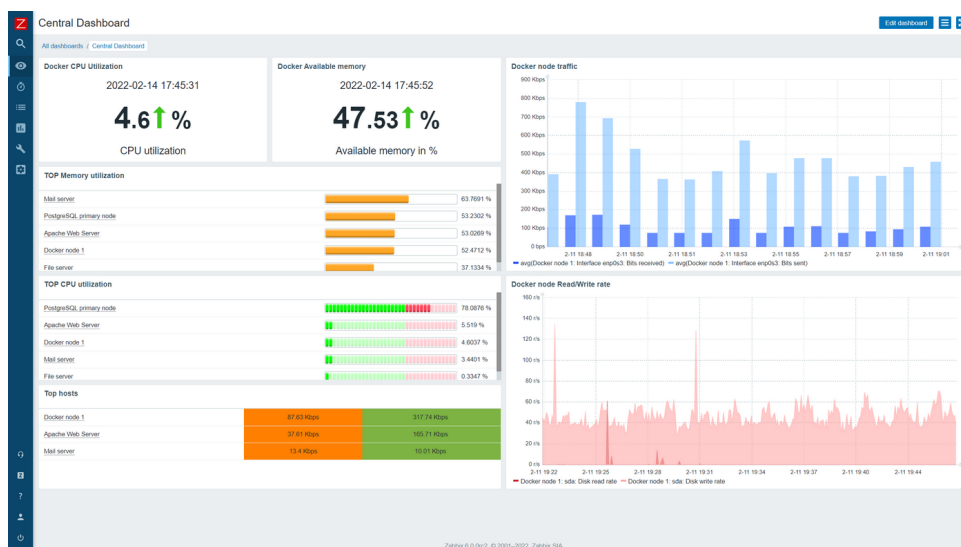 Z
Central Dashboard
Edit dashboard
All dashboards / Central Dashboard
Docker CPU Utilization
2022-02-14 17:45:31
4.6 %
CPU utilization
Docker Available memory
2022-02-14 17:45:52
47.53 %
Available memory in %
TOP Memory utilization
Mail server 63.7691 %
PostgreSQL primary node 53.2302 %
Apache Web Server 53.0269 %
Docker node 1 52.4712 %
File server 37.1334 %
TOP CPU utilization
PostgreSQL primary node 78.0876 %
Apache Web Server 5.519 %
Docker node 1 4.6037 %
Mail server 3.4401 %
File server 0.3347 %
Top hosts
Docker node 1 87.63 Kbps 317.74 Kbps
Apache Web Server 37.61 Kbps 165.71 Kbps
Mail server 13.4 Kbps 10.01 Kbps
Docker node traffic
900 Kbps
800 Kbps
700 Kbps
600 Kbps
500 Kbps
400 Kbps
300 Kbps
200 Kbps
100 Kbps
0 bps
2-11 18:48 2-11 18:50 2-11 18:51 2-11 18:53 2-11 18:55 2-11 18:57 2-11 18:59 2-11 19:01
avg(Docker node 1: Interface enp0s3: Bits received) avg(Docker node 1: Interface enp0s3: Bits sent)
Docker node Read/Write rate
160 r/s
140 r/s
120 r/s
100 r/s
80 r/s
60 r/s
40 r/s
20 r/s
0 r/s
2-11 19:22 2-11 19:25 2-11 19:28 2-11 19:31 2-11 19:34 2-11 19:37 2-11 19:40 2-11 19:44
Docker node 1: sda: Disk read rate Docker node 1: sda: Disk write rate
Z
?
Zabbix 6.0.0rc2. © 2001–2022, Zabbix SIA